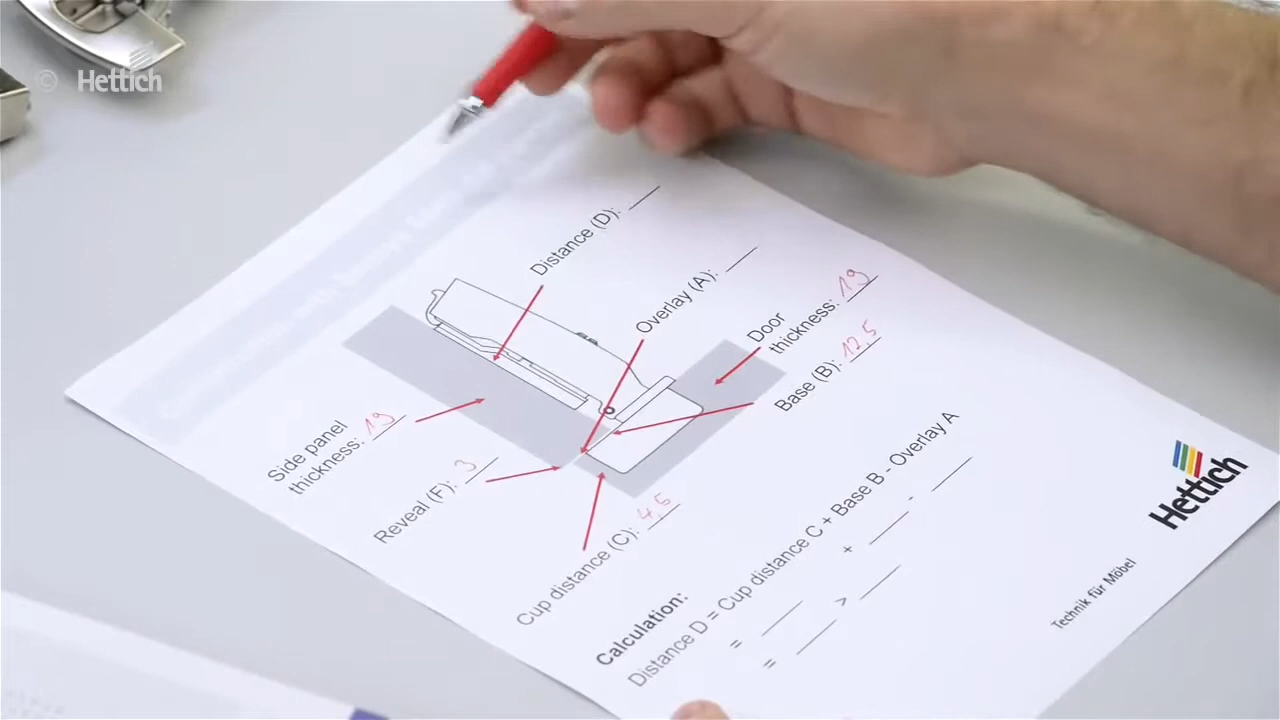 © Hettich
Distance (D):
Overlay (A):
Door
thickness: 19
Base (B): 12,5
Side panel
thickness: 19
Reveal (F): 3
Cup distance (C): 4,5
Calculation:
Distance D = Cup distance C + Base B - Overlay A
= + -
= >
Hettich
Technik für Möbel